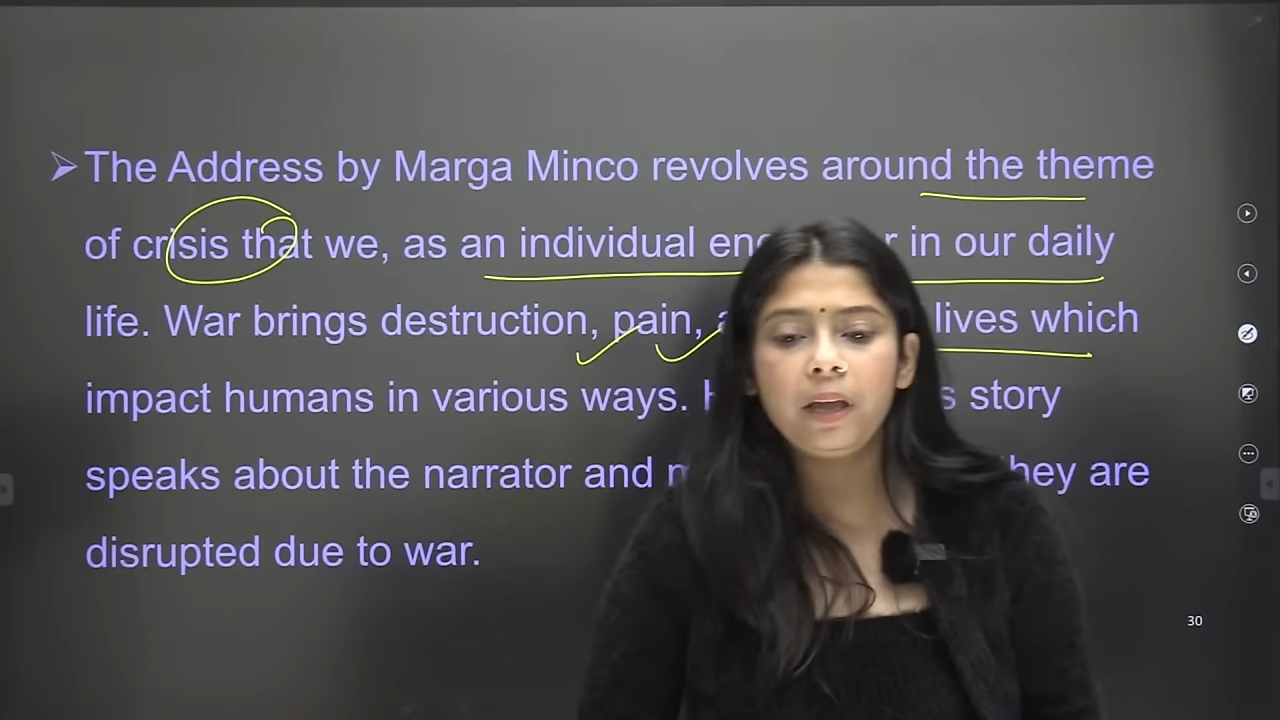 The Address by Marga Minco revolves around the theme
of crisis that we, as an individual in our daily
life. War brings destruction, pain, lives which
impact humans in various ways. story
speaks about the narrator and they are
disrupted due to war.
30